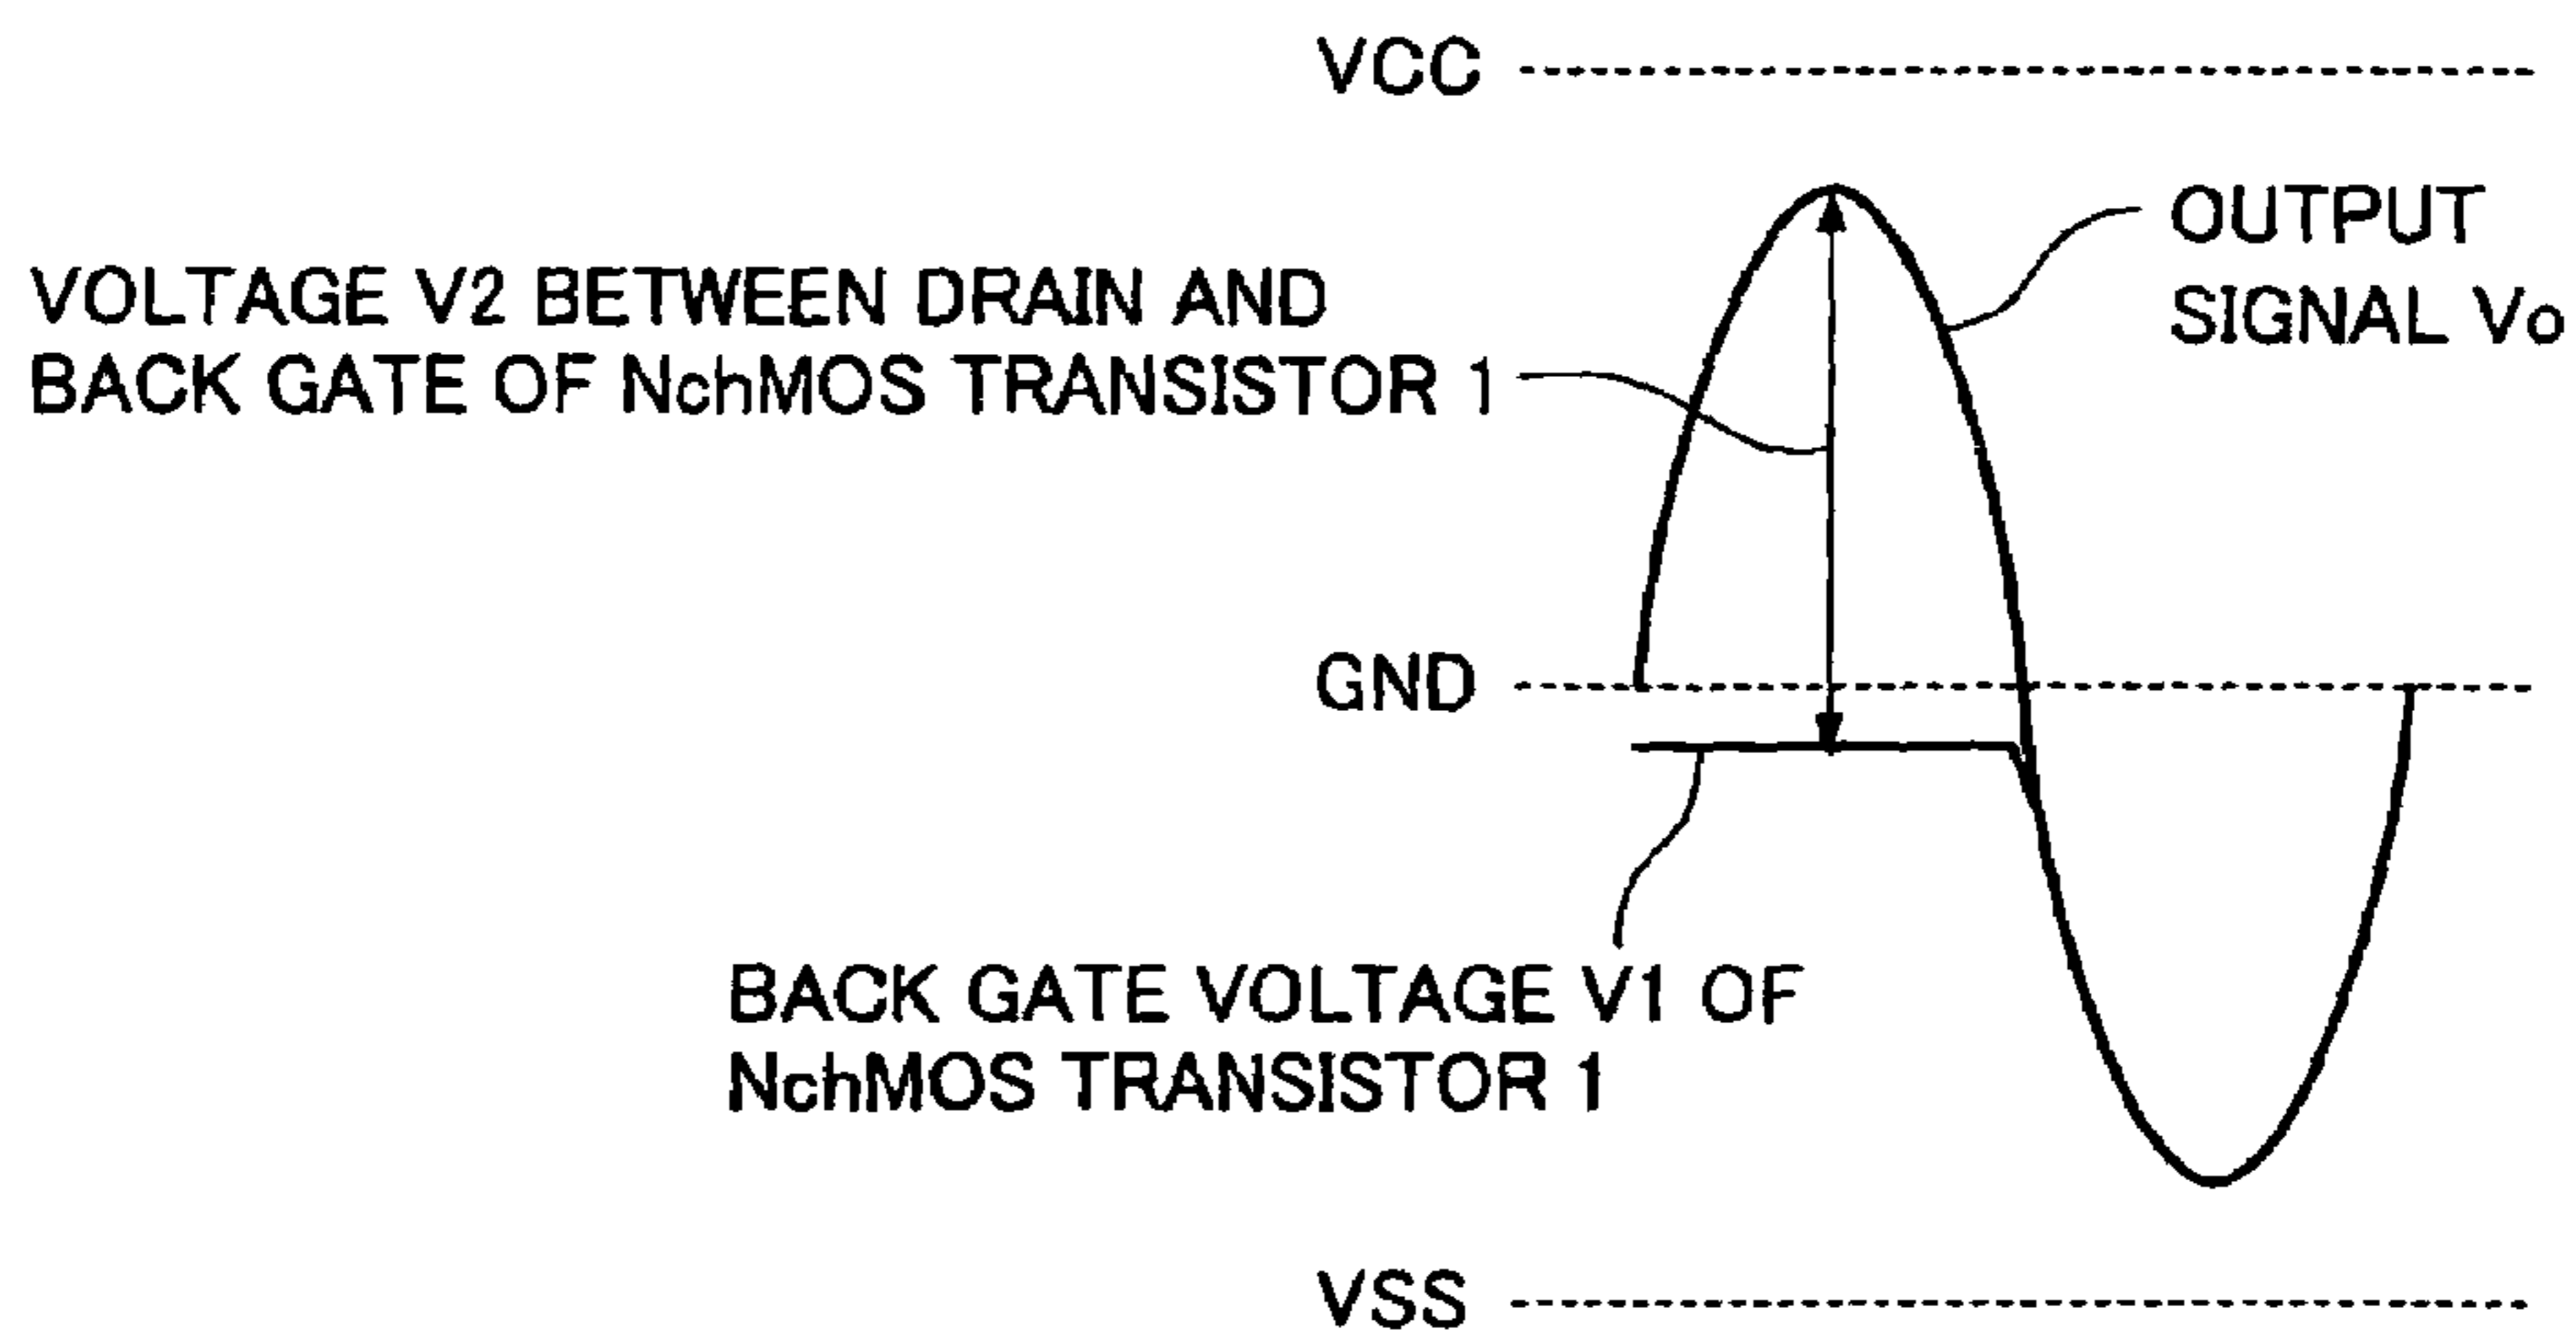 VCC
OUTPUT
SIGNAL Vo
VOLTAGE V2 BETWEEN DRAIN AND
BACK GATE OF NchMOS TRANSISTOR 1
GND
BACK GATE VOLTAGE V1 OF
NchMOS TRANSISTOR 1
VSS